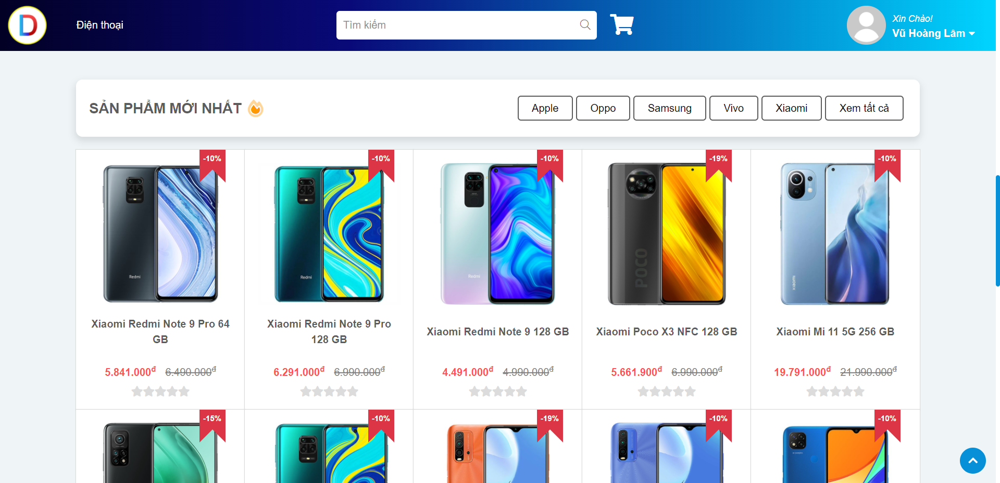 D
Điện thoại
Tìm kiếm
Xin Chào!
Vũ Hoàng Lâm
SẢN PHẨM MỚI NHẤT
Apple
Oppo
Samsung
Vivo
Xiaomi
Xem tất cả
-10%
-10%
-10%
-19%
-10%
Redmi
Redmi
Redmi
POCO
xiaomi
Xiaomi Redmi Note 9 Pro 64
GB
Xiaomi Redmi Note 9 Pro
128 GB
Xiaomi Redmi Note 9 128 GB
Xiaomi Poco X3 NFC 128 GB
Xiaomi Mi 11 5G 256 GB
5.841.000đ 6.490.000đ
6.291.000đ 6.990.000đ
4.491.000đ 4.990.000đ
5.661.900đ 6.990.000đ
19.791.000đ 21.990.000đ
-15%
-10%
-19%
-10%
-10%